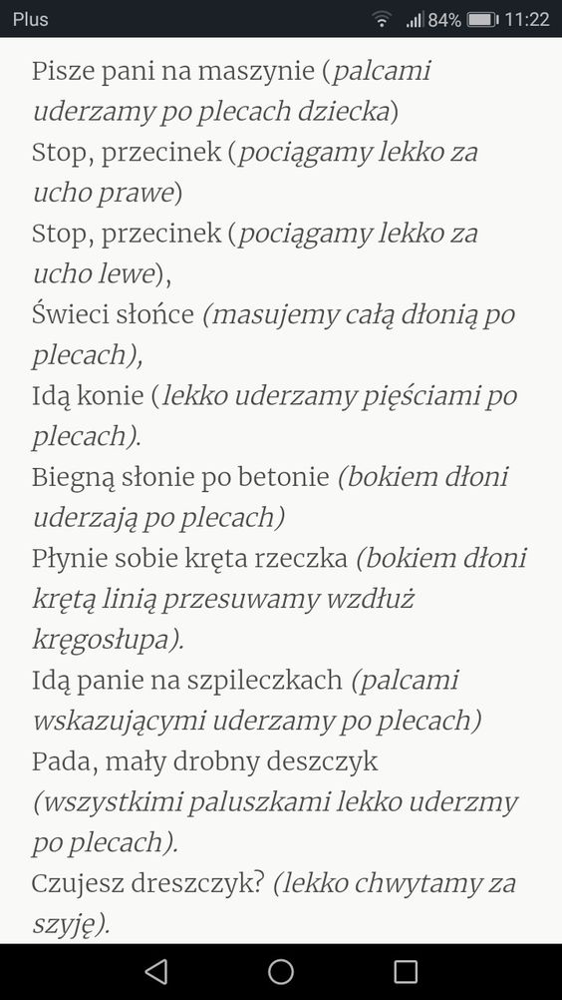 Plus 84% 11:22
Pisze pani na maszynie (palcami
uderzamy po plecach dziecka)
Stop, przecinek (pociągamy lekko za
ucho prawe)
Stop, przecinek (pociągamy lekko za
ucho lewe),
Świeci słońce (masujemy całą dłonią po
plecach),
Idą konie (lekko uderzamy pięściami po
plecach).
Biegną słonie po betonie (bokiem dłoni
uderzają po plecach)
Płynie sobie kręta rzeczka (bokiem dłoni
krętą linią przesuwamy wzdłuż
kręgosłupa).
Idą panie na szpileczkach (palcami
wskazującymi uderzamy po plecach)
Pada, mały drobny deszczyk
(wszystkimi paluszkami lekko uderzmy
po plecach).
Czujesz dreszczyk? (lekko chwytamy za
szyję).